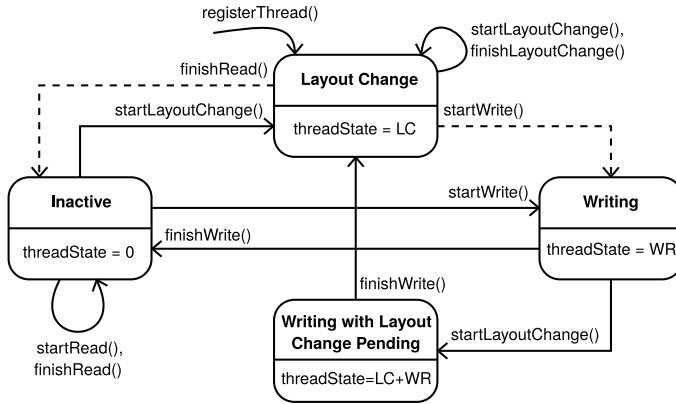 registerThread()
startLayoutChange(),
finishLayoutChange()
finishRead()
Layout Change
startLayoutChange()
threadState = LC
startWrite()
Inactive
startWrite()
Writing
threadState = 0
finishWrite()
threadState = WR
finishWrite()
startRead(),
finishRead()
Writing with Layout
Change Pending
startLayoutChange()
threadState=LC+WR